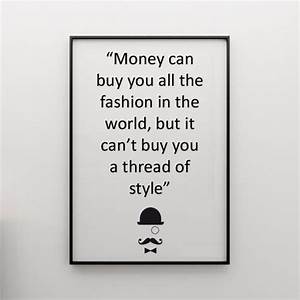 “Money can
buy you all the
fashion in the
world, but it
can’t buy you
a thread of
style”